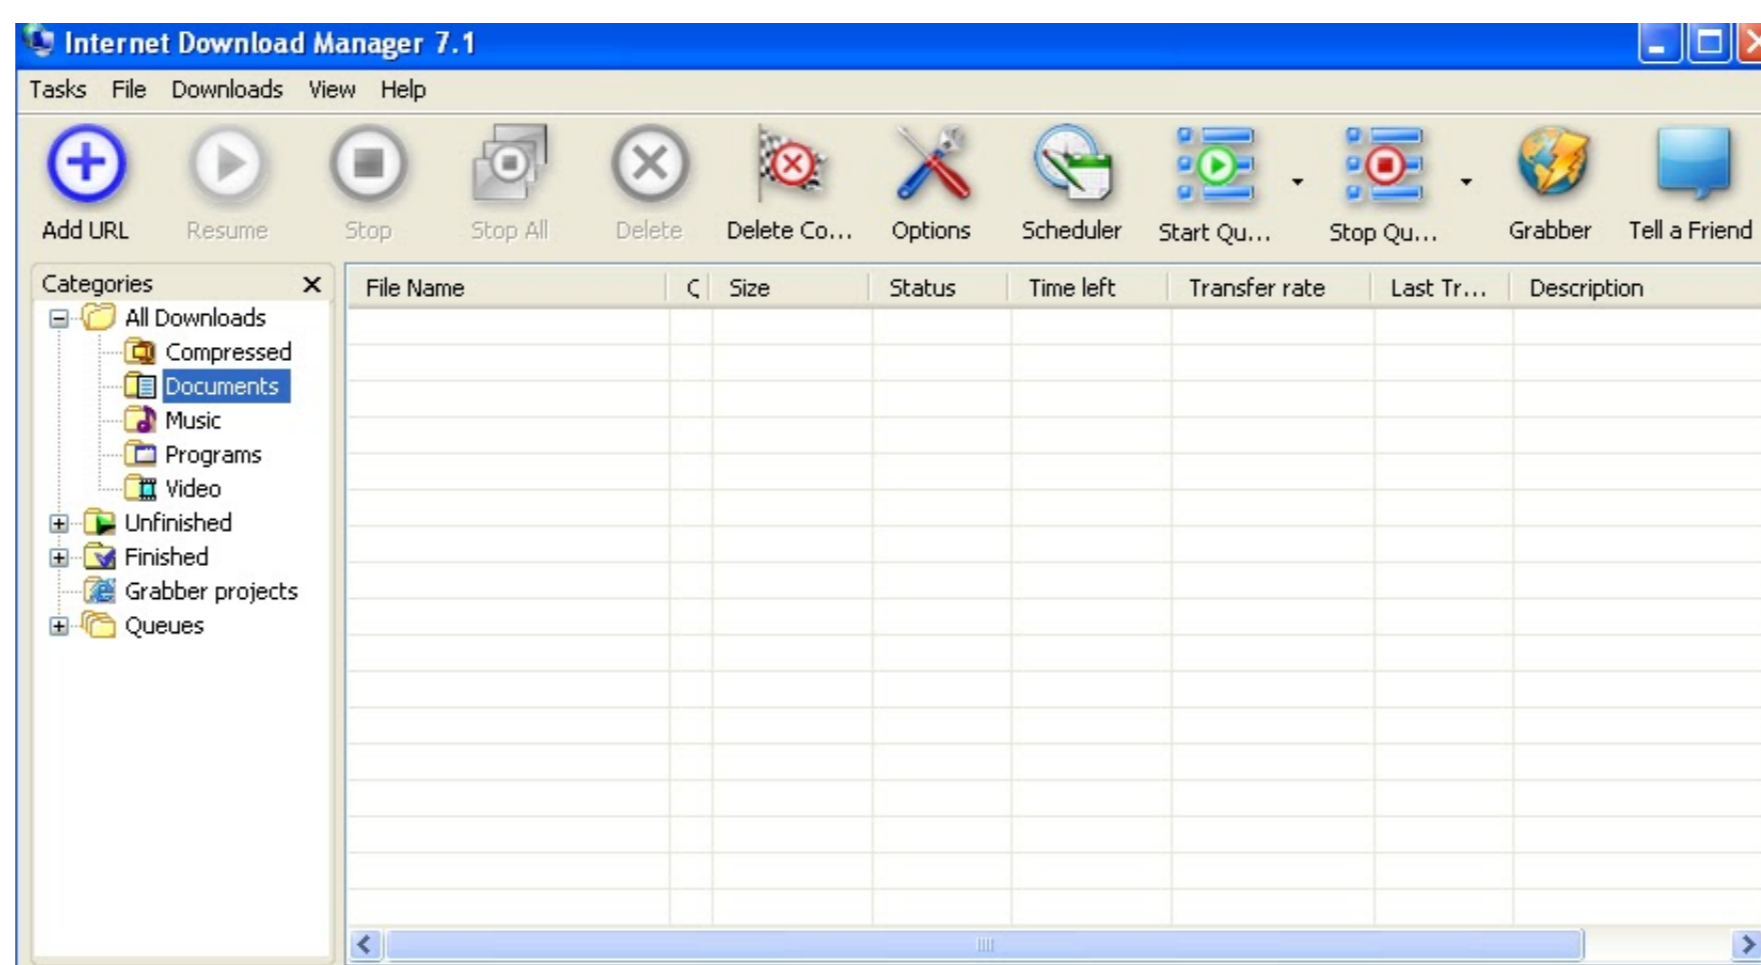 Internet Download Manager 7.1
Tasks File Downloads View Help
Add URL Resume Stop Stop All Delete Delete Co... Options Scheduler Start Qu... Stop Qu... Grabber Tell a Friend
Categories
File Name Q Size Status Time left Transfer rate Last Tr... Description
All Downloads
Compressed
Documents
Music
Programs
Video
Unfinished
Finished
Grabber projects
Queues